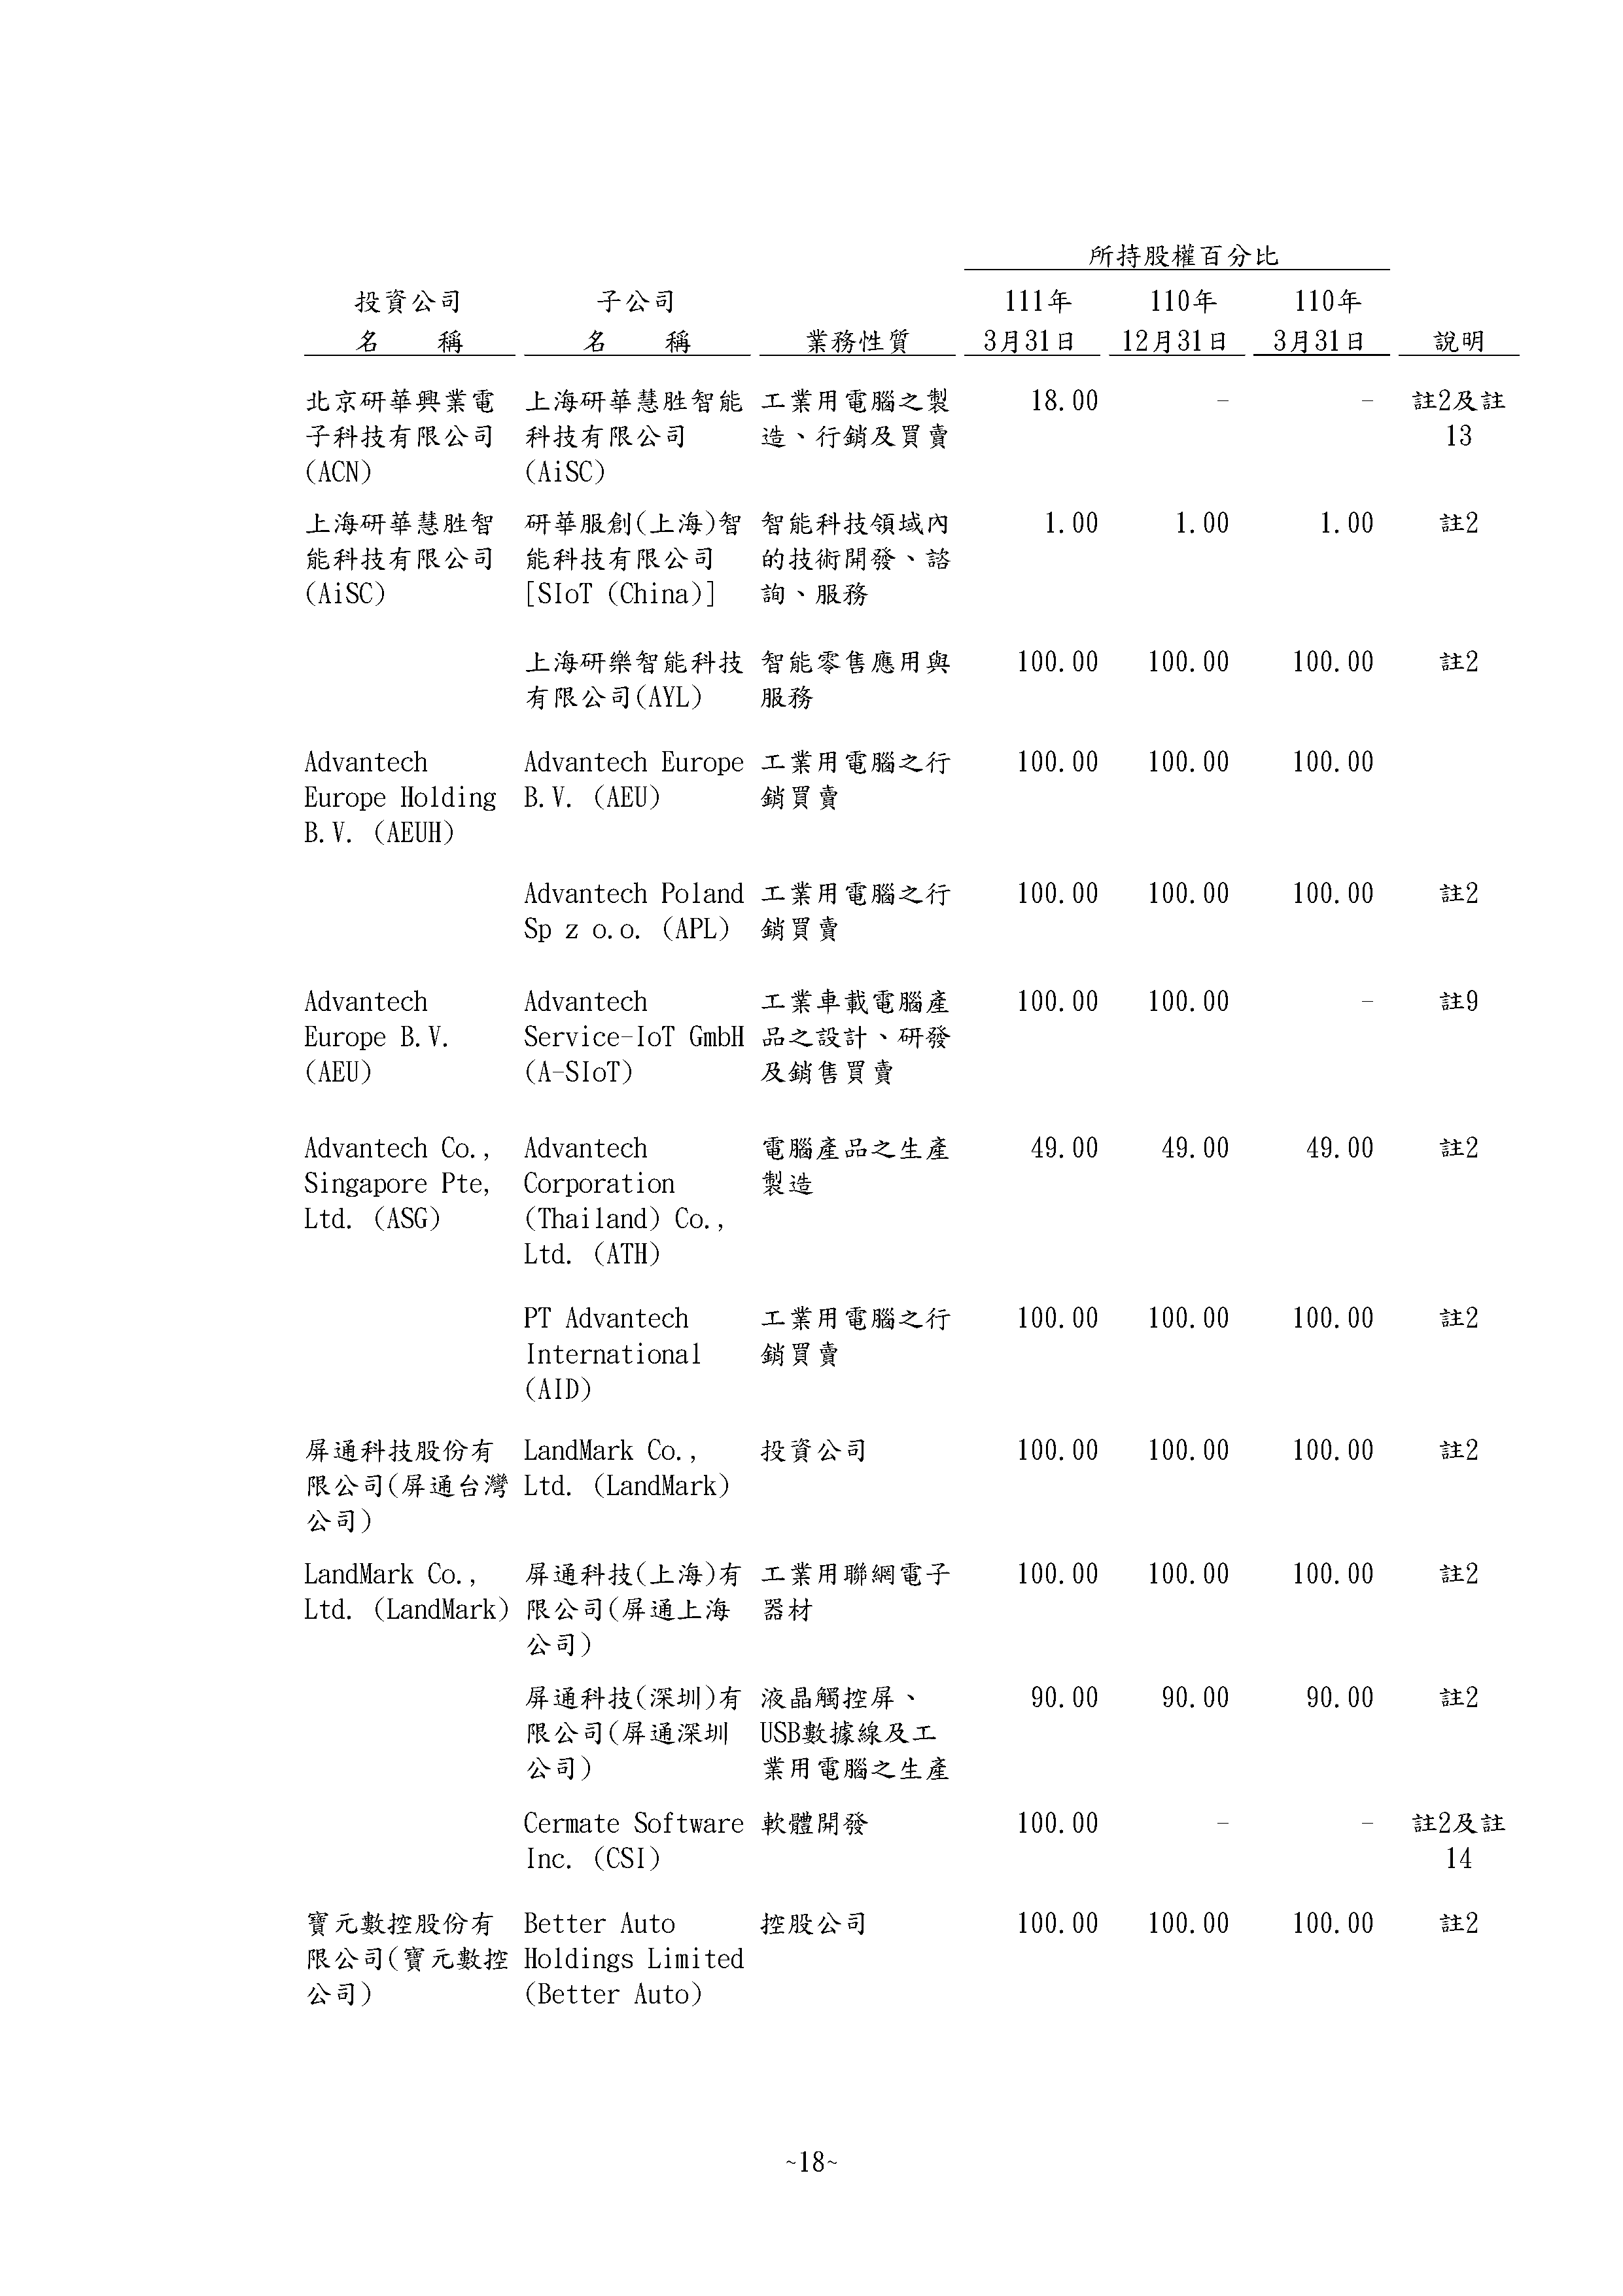 所持股權百分比
投資公司 子公司 111年 110年 110年
名 稱 名 稱 業務性質 3月31日 12月31日 3月31日 說明
北京研華興業電 上海研華慧胜智能 工業用電腦之製 18.00 - - 註2及註
子科技有限公司 科技有限公司 造、行銷及買賣 13
(ACN) (AiSC)
上海研華慧胜智 研華服創(上海)智 智能科技領域內 1.00 1.00 1.00 註2
能科技有限公司 能科技有限公司 的技術開發、諮
(AiSC) [SIoT (China)] 詢、服務
上海研樂智能科技 智能零售應用與 100.00 100.00 100.00 註2
有限公司(AYL) 服務
Advantech Advantech Europe 工業用電腦之行 100.00 100.00 100.00
Europe Holding B.V. (AEU) 銷買賣
B.V. (AEUH)
Advantech Poland 工業用電腦之行 100.00 100.00 100.00 註2
Sp z o.o. (APL) 銷買賣
Advantech Advantech 工業車載電腦產 100.00 100.00 - 註9
Europe B.V. Service-IoT GmbH 品之設計、研發
(AEU) (A-SIoT) 及銷售買賣
Advantech Co., Advantech 電腦產品之生產 49.00 49.00 49.00 註2
Singapore Pte, Corporation 製造
Ltd. (ASG) (Thailand) Co.,
Ltd. (ATH)
PT Advantech 工業用電腦之行 100.00 100.00 100.00 註2
International 銷買賣
(AID)
屏通科技股份有 LandMark Co., 投資公司 100.00 100.00 100.00 註2
限公司(屏通台灣 Ltd. (LandMark)
公司)
LandMark Co., 屏通科技(上海)有 工業用聯網電子 100.00 100.00 100.00 註2
Ltd. (LandMark) 限公司(屏通上海 器材
公司)
屏通科技(深圳)有 液晶觸控屏、 90.00 90.00 90.00 註2
限公司(屏通深圳 USB數據線及工
公司) 業用電腦之生產
Cermate Software 軟體開發 100.00 - - 註2及註
Inc. (CSI) 14
寶元數控股份有 Better Auto 控股公司 100.00 100.00 100.00 註2
限公司(寶元數控 Holdings Limited
公司) (Better Auto)
~18~